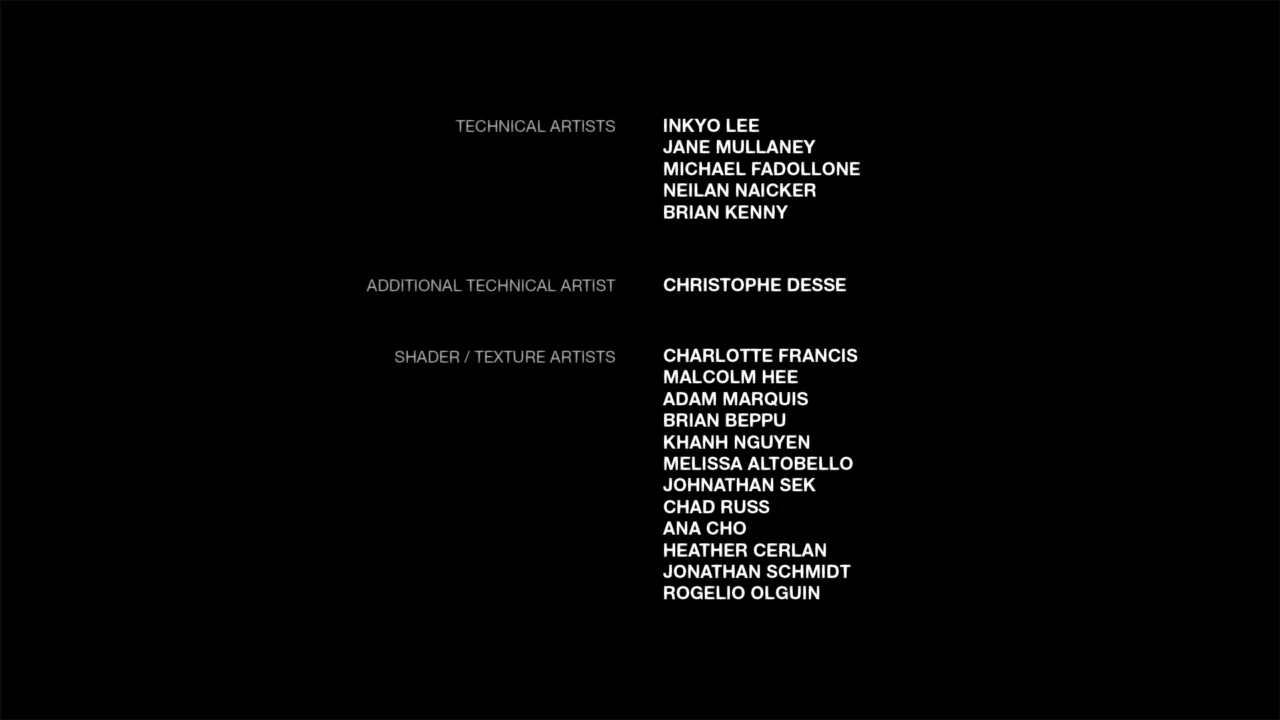 TECHNICAL ARTISTS INKYO LEE
JANE MULLANEY
MICHAEL FADOLLONE
NEILAN NAICKER
BRIAN KENNY
ADDITIONAL TECHNICAL ARTIST CHRISTOPHE DESSE
SHADER / TEXTURE ARTISTS CHARLOTTE FRANCIS
MALCOLM HEE
ADAM MARQUIS
BRIAN BEPPU
KHANH NGUYEN
MELISSA ALTOBELLO
JOHNATHAN SEK
CHAD RUSS
ANA CHO
HEATHER CERLAN
JONATHAN SCHMIDT
ROGELIO OLGUIN